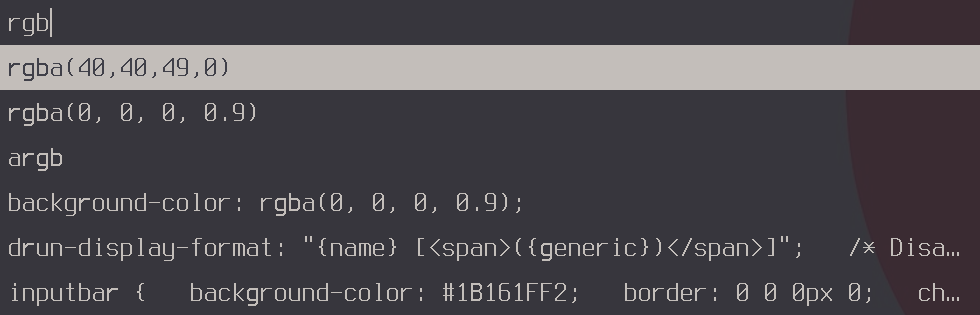 rgb
rgba(40,40,49,0)
rgba(0, 0, 0, 0.9)
argb
background-color: rgba(0, 0, 0, 0.9);
drun-display-format: "{name} [<span>({generic})</span>]";   /* Disa…
inputbar {   background-color: #1B161FF2;   border: 0 0 0px 0;   ch…